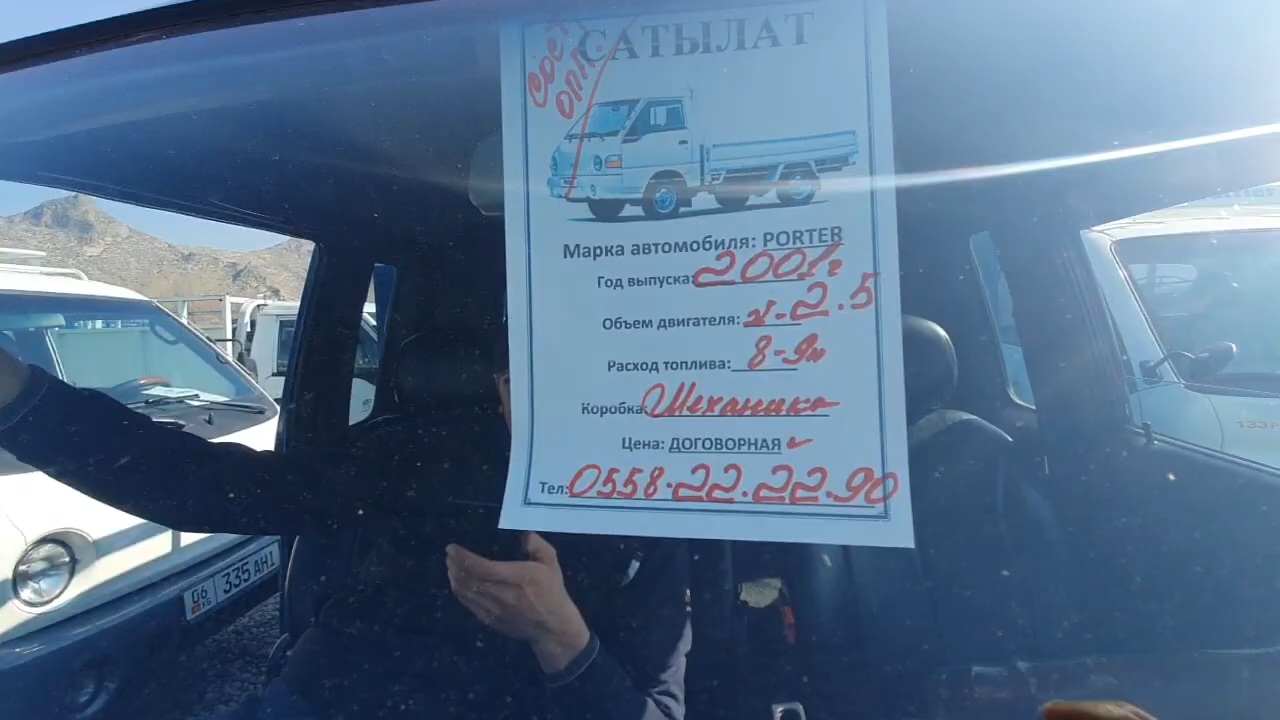 САТЫЛАТ
Марка автомобиля: PORTER
Год выпуска: 2001г
Объем двигателя: 2.5
Расход топлива: 8-9л
Коробка: Механика
Цена: ДОГОВОРНАЯ
Тел: 0558.22.22.90
06 KG 335 AHI
133